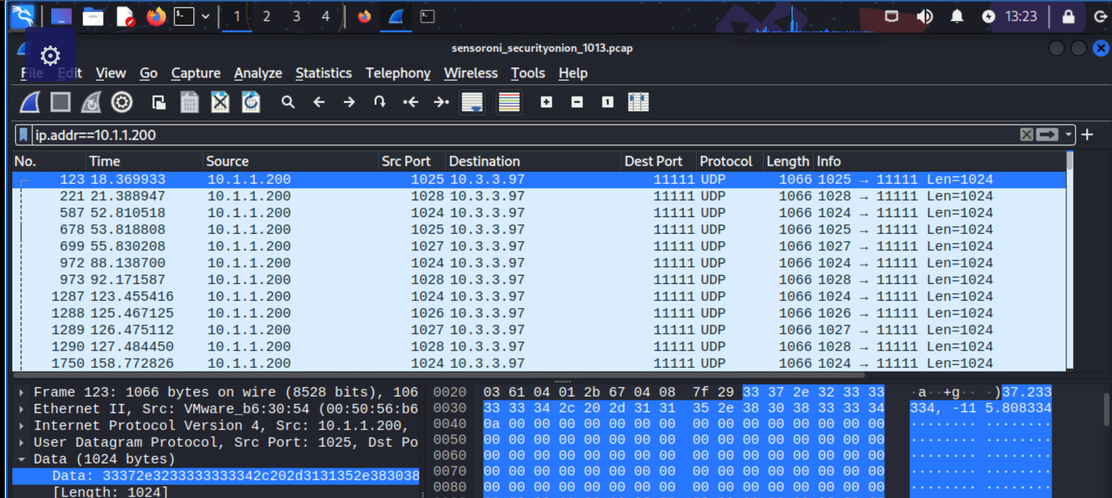 1 2 3 4 13:23
sensoroni_securityonion_1013.pcap
File Edit View Go Capture Analyze Statistics Telephony Wireless Tools Help
ip.addr==10.1.1.200
No. Time Source Src Port Destination Dest Port Protocol Length Info
123 18.369933 10.1.1.200 1025 10.3.3.97 11111 UDP 1066 1025 → 11111 Len=1024
221 21.388947 10.1.1.200 1028 10.3.3.97 11111 UDP 1066 1028 → 11111 Len=1024
587 52.810518 10.1.1.200 1024 10.3.3.97 11111 UDP 1066 1024 → 11111 Len=1024
678 53.818808 10.1.1.200 1025 10.3.3.97 11111 UDP 1066 1025 → 11111 Len=1024
699 55.830208 10.1.1.200 1027 10.3.3.97 11111 UDP 1066 1027 → 11111 Len=1024
972 88.138700 10.1.1.200 1024 10.3.3.97 11111 UDP 1066 1024 → 11111 Len=1024
973 92.171587 10.1.1.200 1028 10.3.3.97 11111 UDP 1066 1028 → 11111 Len=1024
1287 123.455416 10.1.1.200 1024 10.3.3.97 11111 UDP 1066 1024 → 11111 Len=1024
1288 125.467125 10.1.1.200 1026 10.3.3.97 11111 UDP 1066 1026 → 11111 Len=1024
1289 126.475112 10.1.1.200 1027 10.3.3.97 11111 UDP 1066 1027 → 11111 Len=1024
1290 127.484450 10.1.1.200 1028 10.3.3.97 11111 UDP 1066 1028 → 11111 Len=1024
1750 158.772826 10.1.1.200 1024 10.3.3.97 11111 UDP 1066 1024 → 11111 Len=1024
Frame 123: 1066 bytes on wire (8528 bits), 106
Ethernet II, Src: VMware_b6:30:54 (00:50:56:b6
Internet Protocol Version 4, Src: 10.1.1.200,
User Datagram Protocol, Src Port: 1025, Dst Po
Data (1024 bytes)
Data: 33372e3233333333342c202d3131352e383038
[Length: 1024]
0020 03 61 04 01 2b 67 04 08 7f 29 33 37 2e 32 33 33 ·a··+g·· ·)37.233
0030 33 33 34 2c 20 2d 31 31 35 2e 38 30 38 33 33 34 334, -11 5.808334
0040 0a 00 00 00 00 00 00 00 00 00 00 00 00 00 00 00 ········ ········
0050 00 00 00 00 00 00 00 00 00 00 00 00 00 00 00 00 ········ ········
0060 00 00 00 00 00 00 00 00 00 00 00 00 00 00 00 00 ········ ········
0070 00 00 00 00 00 00 00 00 00 00 00 00 00 00 00 00 ········ ········
0080 00 00 00 00 00 00 00 00 00 00 00 00 00 00 00 00 ········ ········